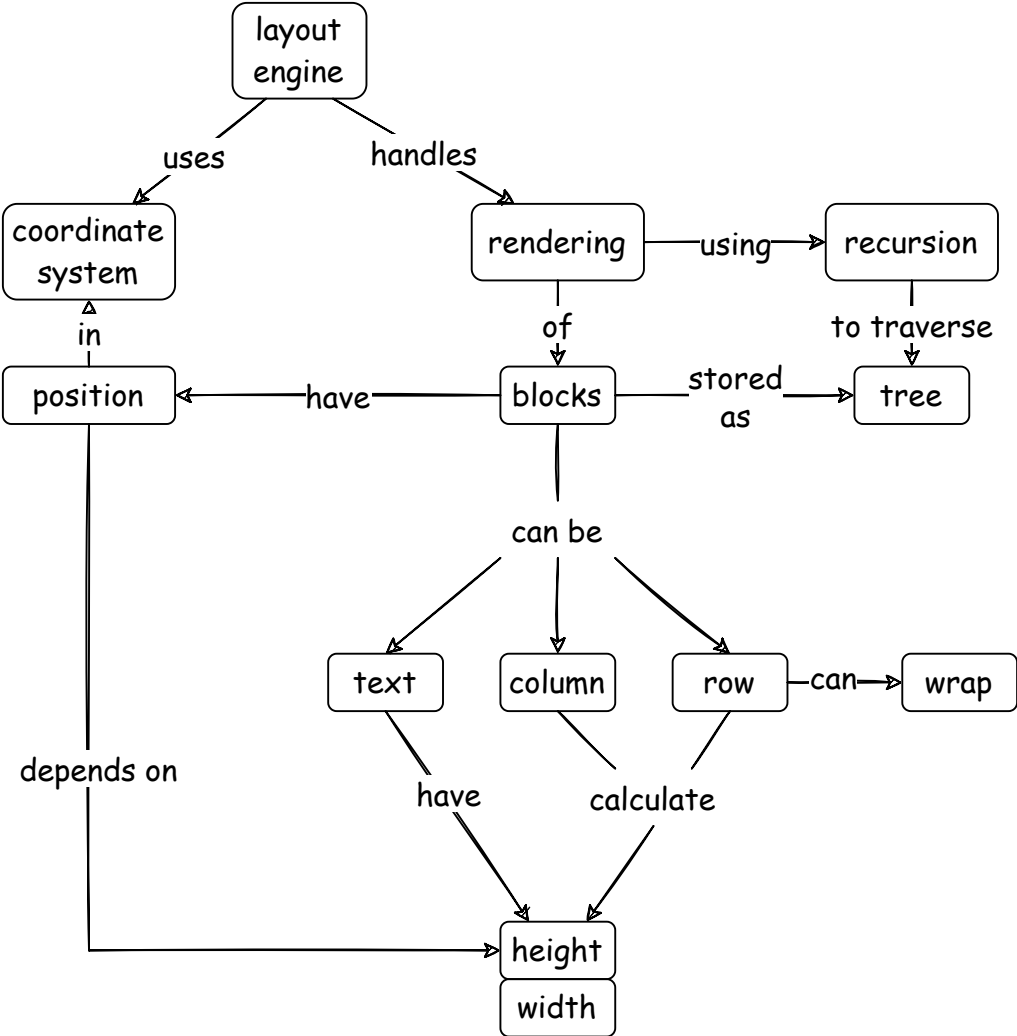 layout
engine
uses
handles
coordinate
system
rendering
using
recursion
in
of
to traverse
position
have
blocks
stored
as
tree
can be
text
column
row
can
wrap
depends on
have
calculate
height
width